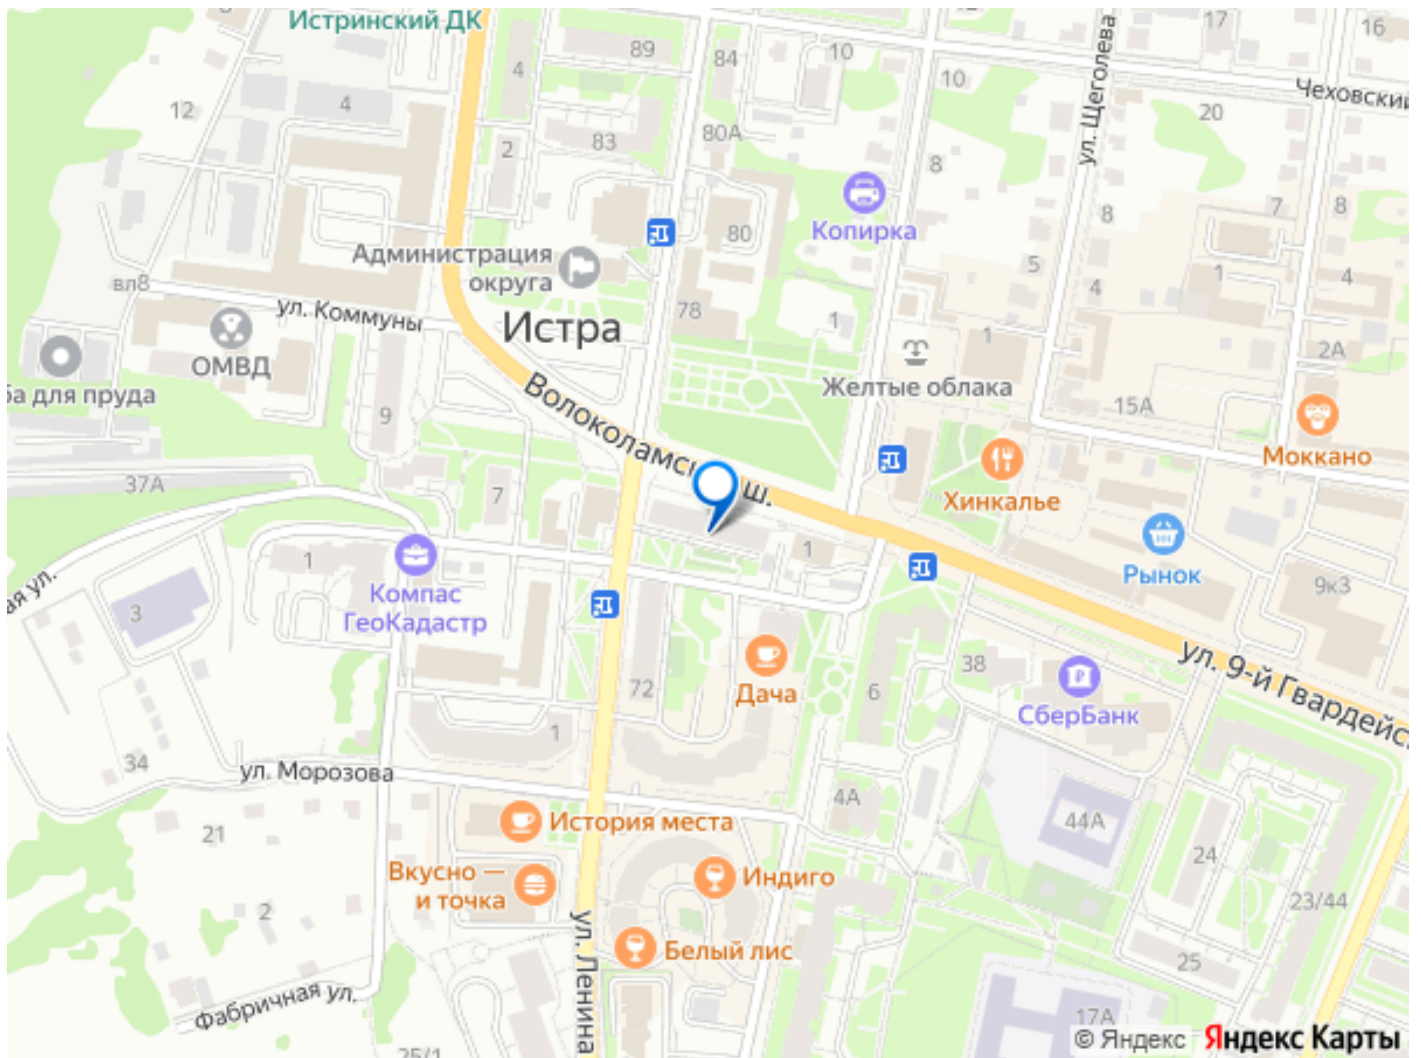 Истринский ДК
89
84
10
17
16
4
10
ул. Щеголева
Чеховский
12
4
20
83
80А
2
8
Копирка
80
8
7
8
Администрация
округа
5
1
4
вл8
4
ул. Коммуны
78
Истра
1
1
2А
ОМВД
Желтые облака
ба для пруда
Волоколамск
ш.
9
15А
Моккано
37А
7
Хинкалье
1
1
Рынок
9к3
ая ул.
Компас
ГеоКадастр
3
ул. 9-й Гвардейс
72
Дача
6
38
СберБанк
1
34
ул. Морозова
4А
История места
44А
21
24
Вкусно —
и точка
Индиго
2
23/44
ул. Ленина
Белый лис
25
Фабричная ул.
17А
25/1
© Яндекс Яндекс Карты